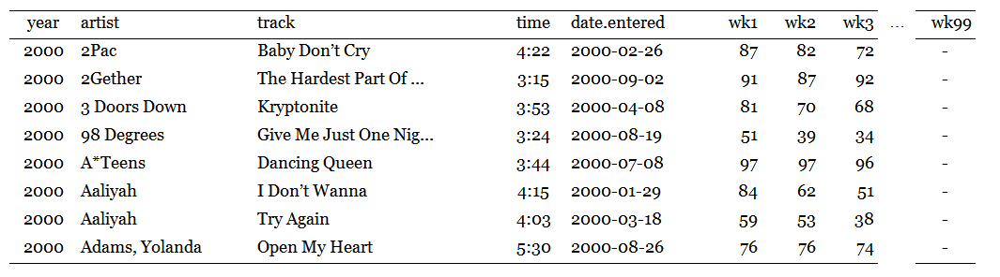 year artist track time date.entered wk1 wk2 wk3 ... wk99
2000 2Pac Baby Don’t Cry 4:22 2000-02-26 87 82 72 -
2000 2Gether The Hardest Part Of ... 3:15 2000-09-02 91 87 92 -
2000 3 Doors Down Kryptonite 3:53 2000-04-08 81 70 68 -
2000 98 Degrees Give Me Just One Nig... 3:24 2000-08-19 51 39 34 -
2000 A*Teens Dancing Queen 3:44 2000-07-08 97 97 96 -
2000 Aaliyah I Don’t Wanna 4:15 2000-01-29 84 62 51 -
2000 Aaliyah Try Again 4:03 2000-03-18 59 53 38 -
2000 Adams, Yolanda Open My Heart 5:30 2000-08-26 76 76 74 -